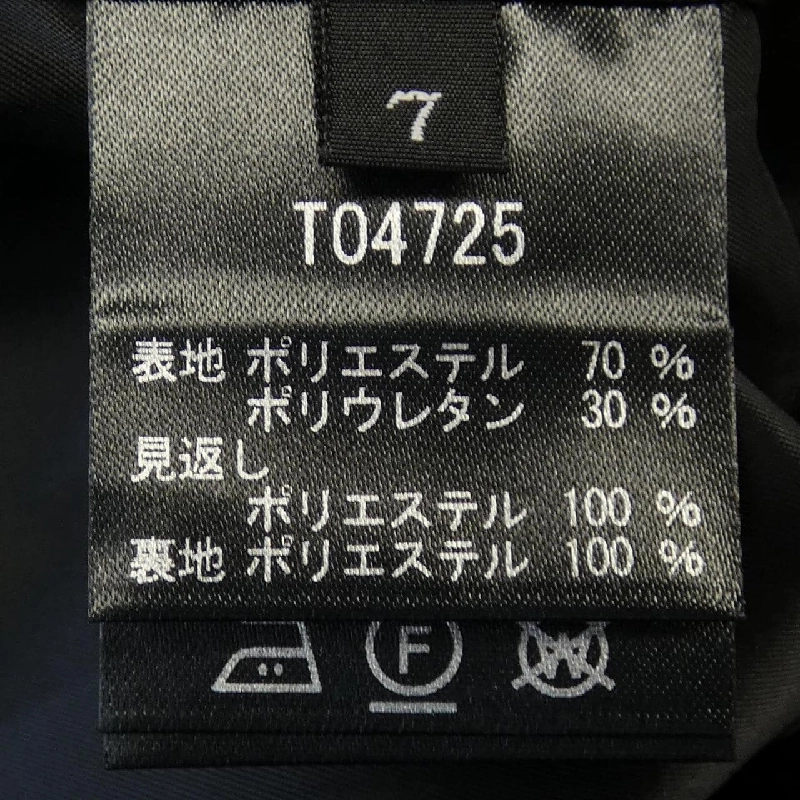 7
T04725
表地 ポリエステル 70 %
ポリウレタン 30 %
見返し
ポリエステル 100 %
裏地 ポリエステル 100 %
F
W